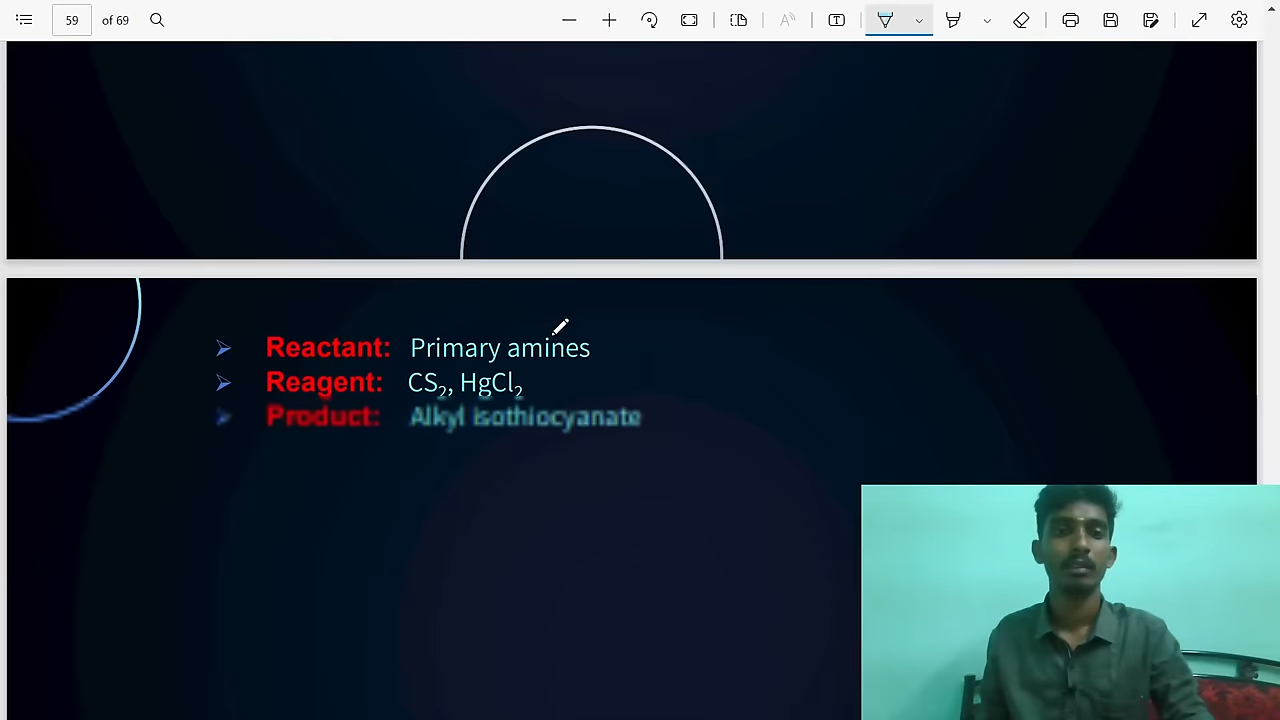 59 of 69
Reactant: Primary amines
Reagent: CS₂, HgCl₂
Product: Alkyl isothiocyanate